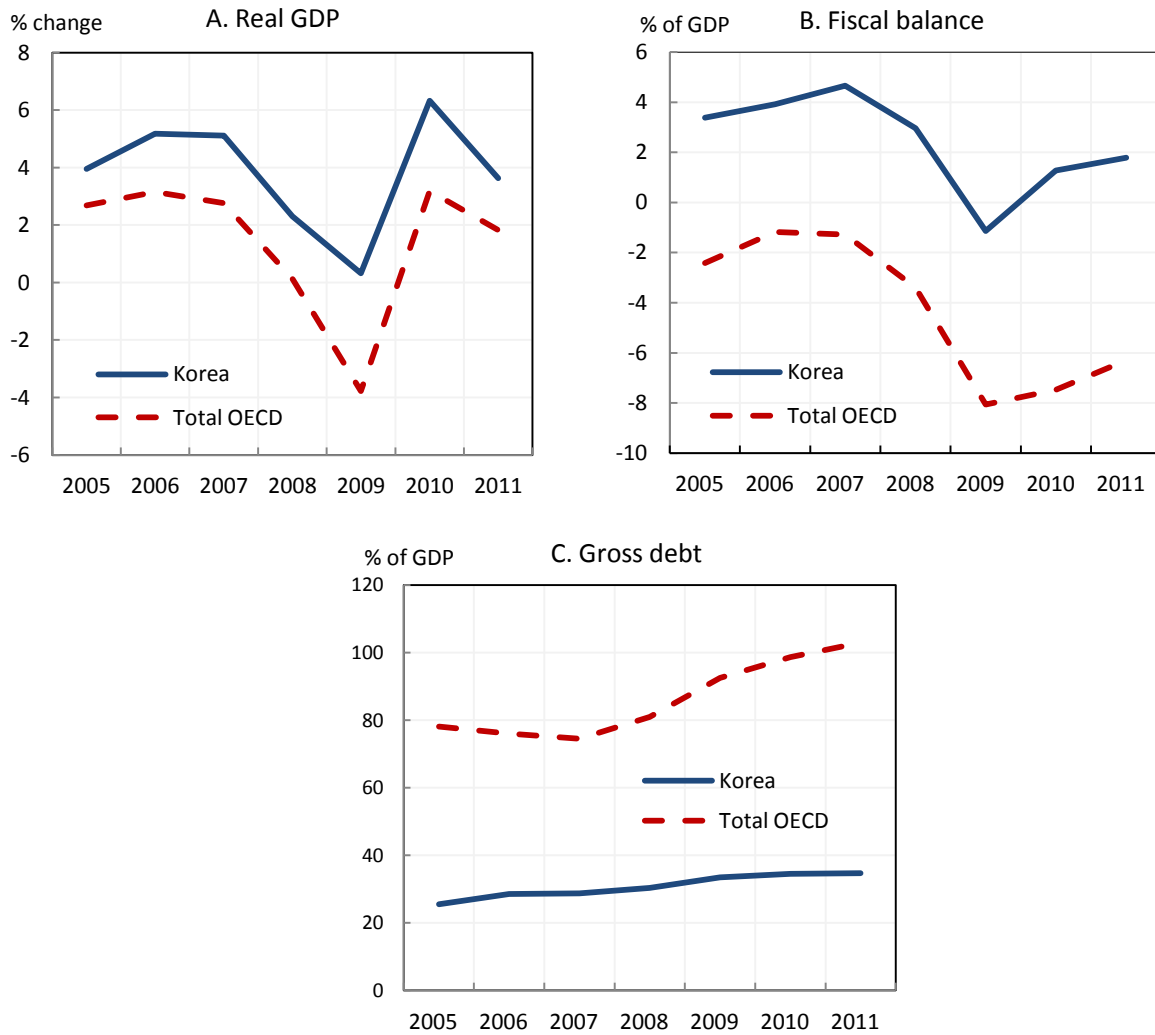 A. Real GDP
% change
8
6
4
2
0
-2
-4
-6
Korea
Total OECD
2005 2006 2007 2008 2009 2010 2011
B. Fiscal balance
% of GDP
6
4
2
0
-2
-4
-6
-8
-10
Korea
Total OECD
2005 2006 2007 2008 2009 2010 2011
C. Gross debt
% of GDP
120
100
80
60
40
20
0
Korea
Total OECD
2005 2006 2007 2008 2009 2010 2011